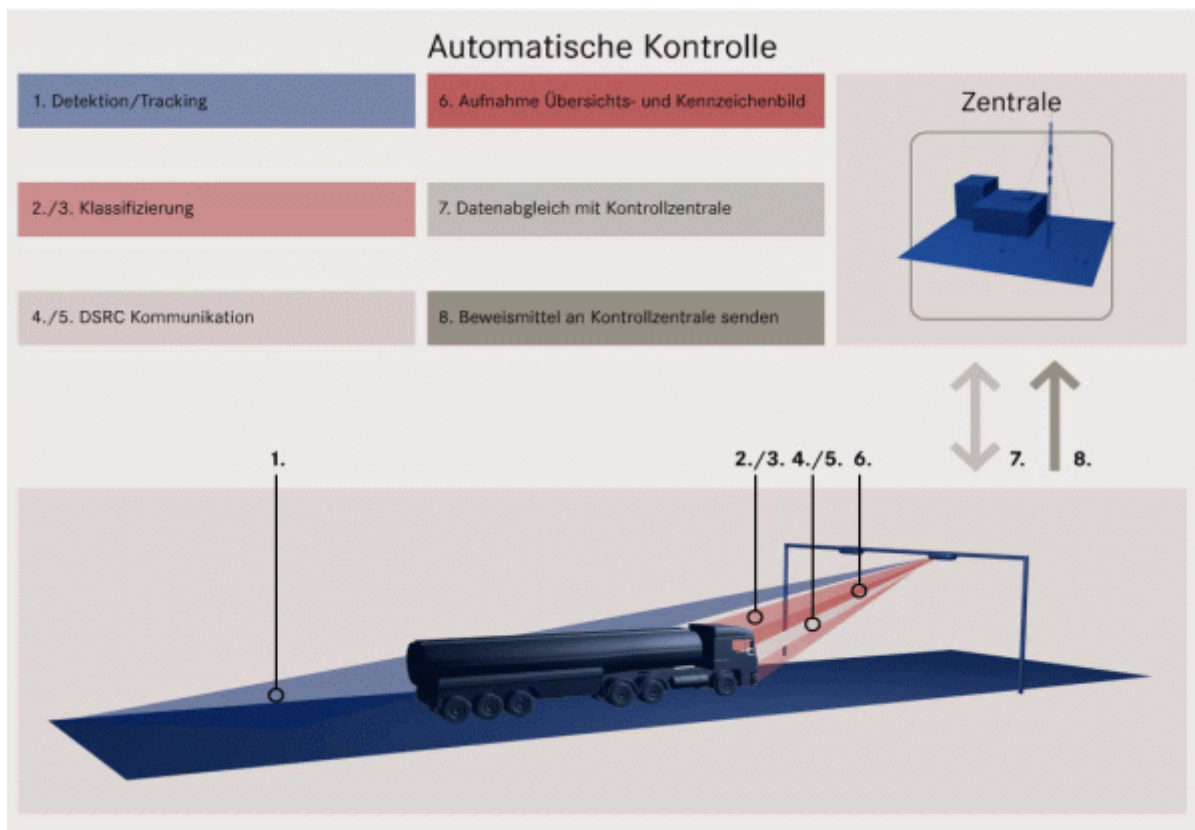 Automatische Kontrolle
1. Detektion/Tracking
6. Aufnahme Übersichts- und Kennzeichenbild
Zentrale
2./3. Klassifizierung
7. Datenabgleich mit Kontrollzentrale
4./5. DSRC Kommunikation
8. Beweismittel an Kontrollzentrale senden
1.
2./3. 4./5. 6.
7.
8.